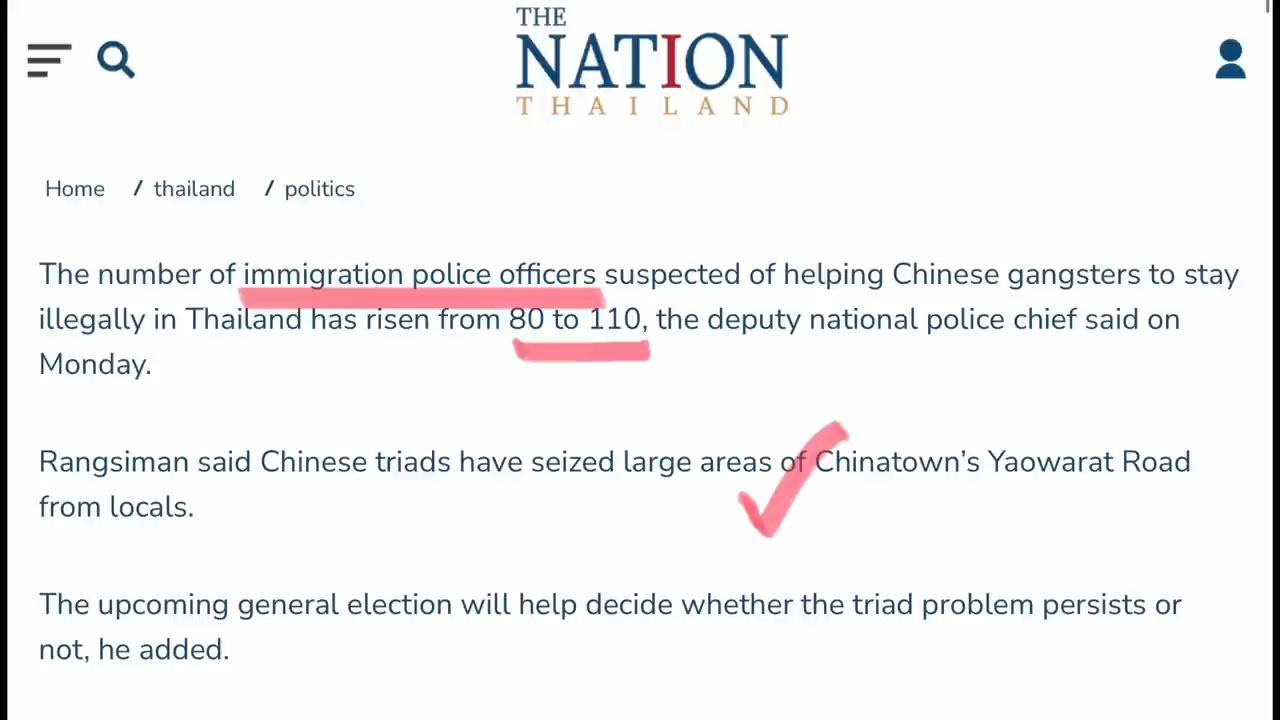 THE
NATION
THAILAND
Home / thailand / politics
The number of immigration police officers suspected of helping Chinese gangsters to stay
illegally in Thailand has risen from 80 to 110, the deputy national police chief said on
Monday.
Rangsiman said Chinese triads have seized large areas of Chinatown’s Yaowarat Road
from locals.
The upcoming general election will help decide whether the triad problem persists or
not, he added.